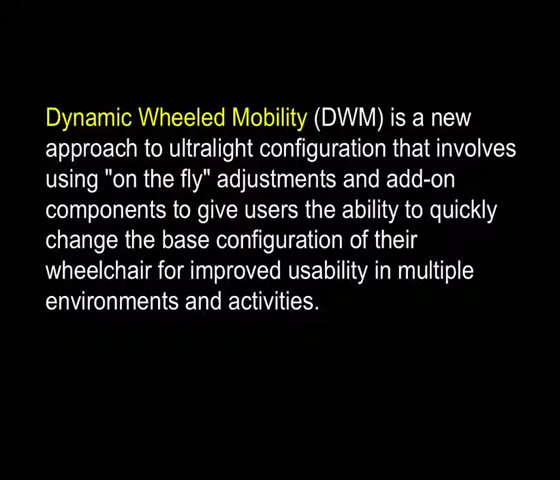 Dynamic Wheeled Mobility (DWM) is a new
approach to ultralight configuration that involves
using "on the fly" adjustments and add-on
components to give users the ability to quickly
change the base configuration of their
wheelchair for improved usability in multiple
environments and activities.